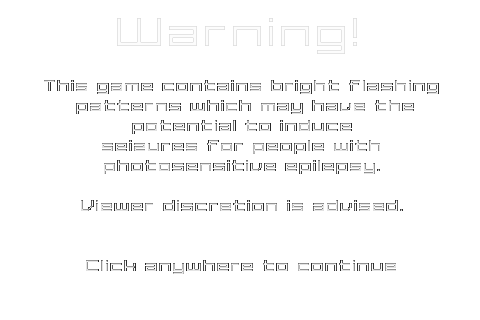 Warning!
This game contains bright flashing
patterns which may have the
potential to induce
seizures for people with
photosensitive epilepsy.
Viewer discretion is advised.
Click anywhere to continue